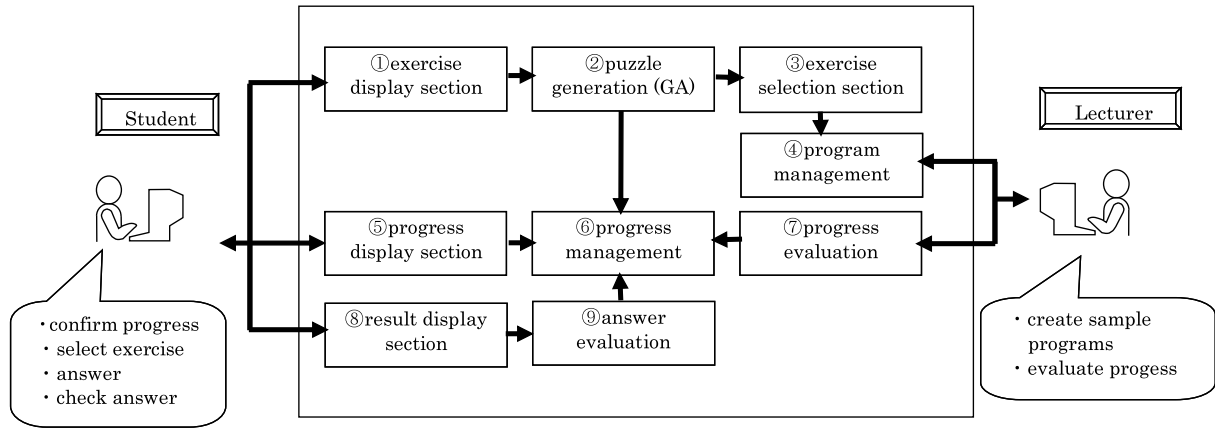 ①exercise
display section
②puzzle
generation (GA)
③exercise
selection section
Student
Lecturer
④program
management
⑤progress
display section
⑥progress
management
⑦progress
evaluation
⑧result display
section
⑨answer
evaluation
・confirm progress
・select exercise
・answer
・check answer
・create sample
programs
・evaluate progess